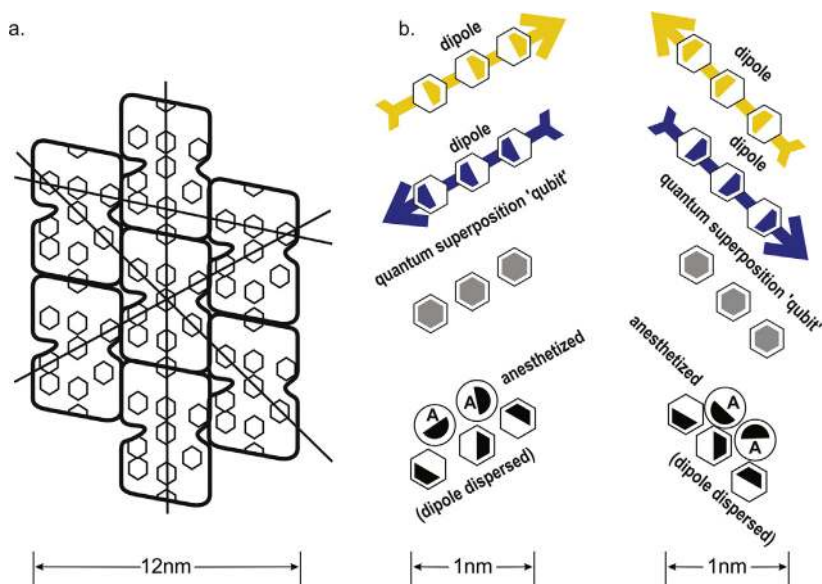 a.
12nm
b.
dipole
dipole
quantum superposition 'qubit'
anesthetized
A
A
(dipole dispersed)
1nm
dipole
dipole
quantum superposition 'qubit'
anesthetized
A
A
(dipole dispersed)
1nm